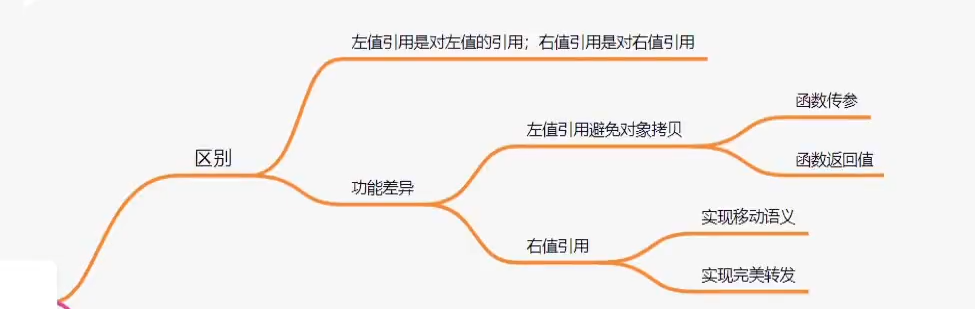 左值引用是对左值的引用；右值引用是对右值引用
函数传参
左值引用避免对象拷贝
区别
函数返回值
功能差异
实现移动语义
右值引用
实现完美转发